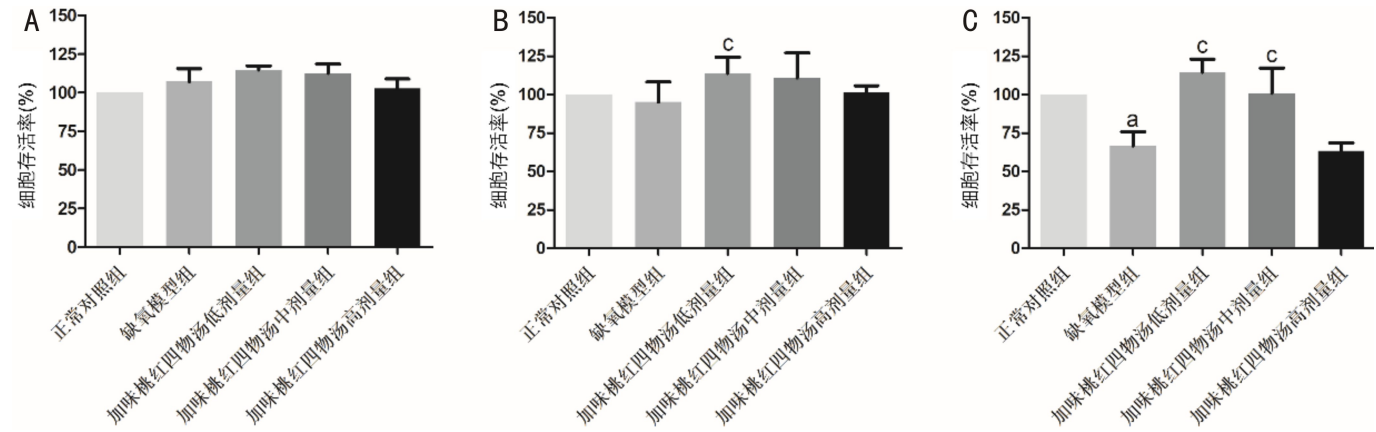 A
细胞存活率(%)
150
125
100
75
50
25
0
正常对照组
缺氧模型组
加味桃红四物汤低剂量组
加味桃红四物汤中剂量组
加味桃红四物汤高剂量组
B
细胞存活率(%)
150
125
100
75
50
25
0
c
正常对照组
缺氧模型组
加味桃红四物汤低剂量组
加味桃红四物汤中剂量组
加味桃红四物汤高剂量组
C
细胞存活率(%)
150
125
100
75
50
25
0
a
c
c
正常对照组
缺氧模型组
加味桃红四物汤低剂量组
加味桃红四物汤中剂量组
加味桃红四物汤高剂量组